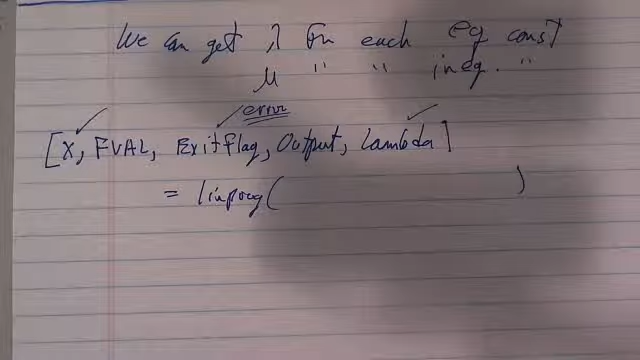 We can get λ for each eq const
μ " " ineq. "
error
[X, FVAL, Exitflag, Output, Lambda]
= linprog( )